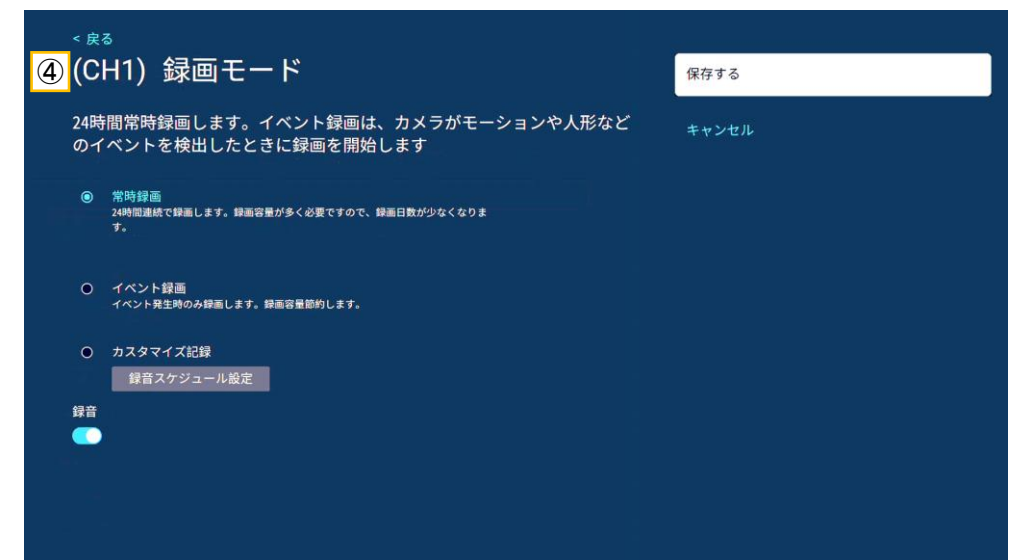 < 戻る
④ (CH1) 録画モード
保存する
24時間常時録画します。イベント録画は、カメラがモーションや人形など
のイベントを検出したときに録画を開始します
キャンセル
常時録画
24時間連続で録画します。録画容量が多く必要ですので、録画日数が少なくなりま
す。
イベント録画
イベント発生時のみ録画します。録画容量節約します。
カスタマイズ記録
録音スケジュール設定
録音